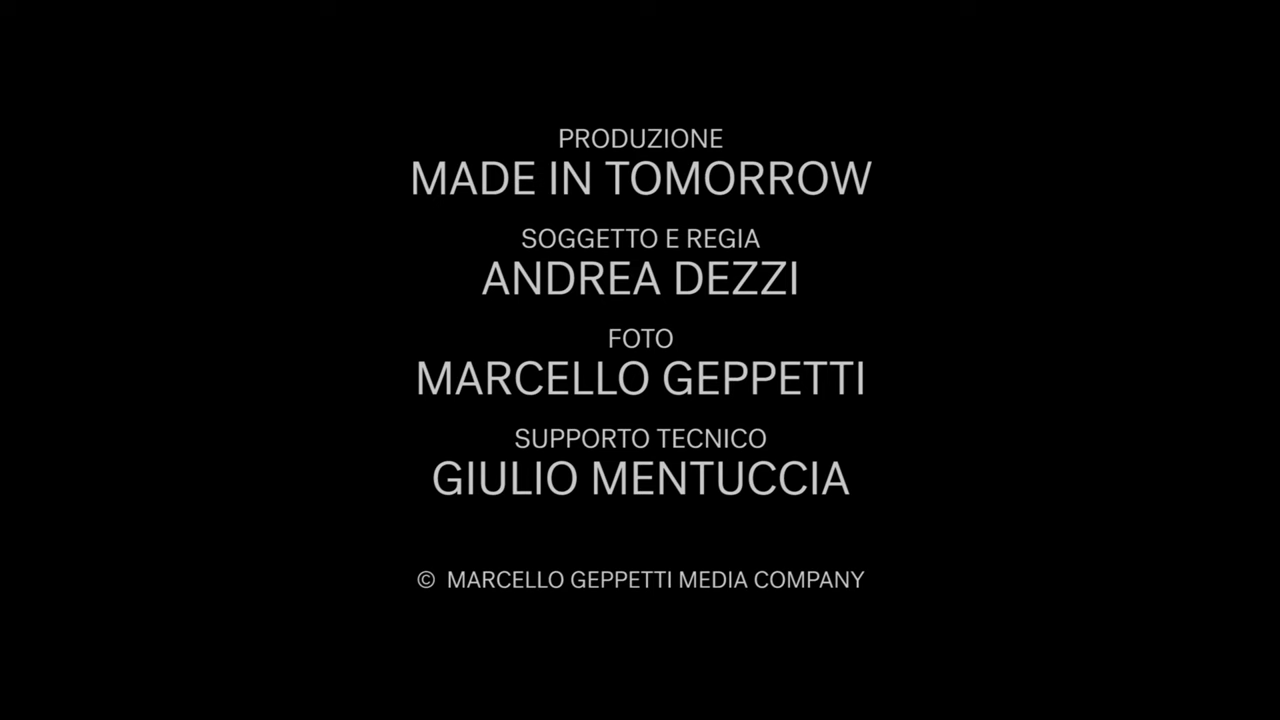 PRODUZIONE
MADE IN TOMORROW
SOGGETTO E REGIA
ANDREA DEZZI
FOTO
MARCELLO GEPPETTI
SUPPORTO TECNICO
GIULIO MENTUCCIA
© MARCELLO GEPPETTI MEDIA COMPANY